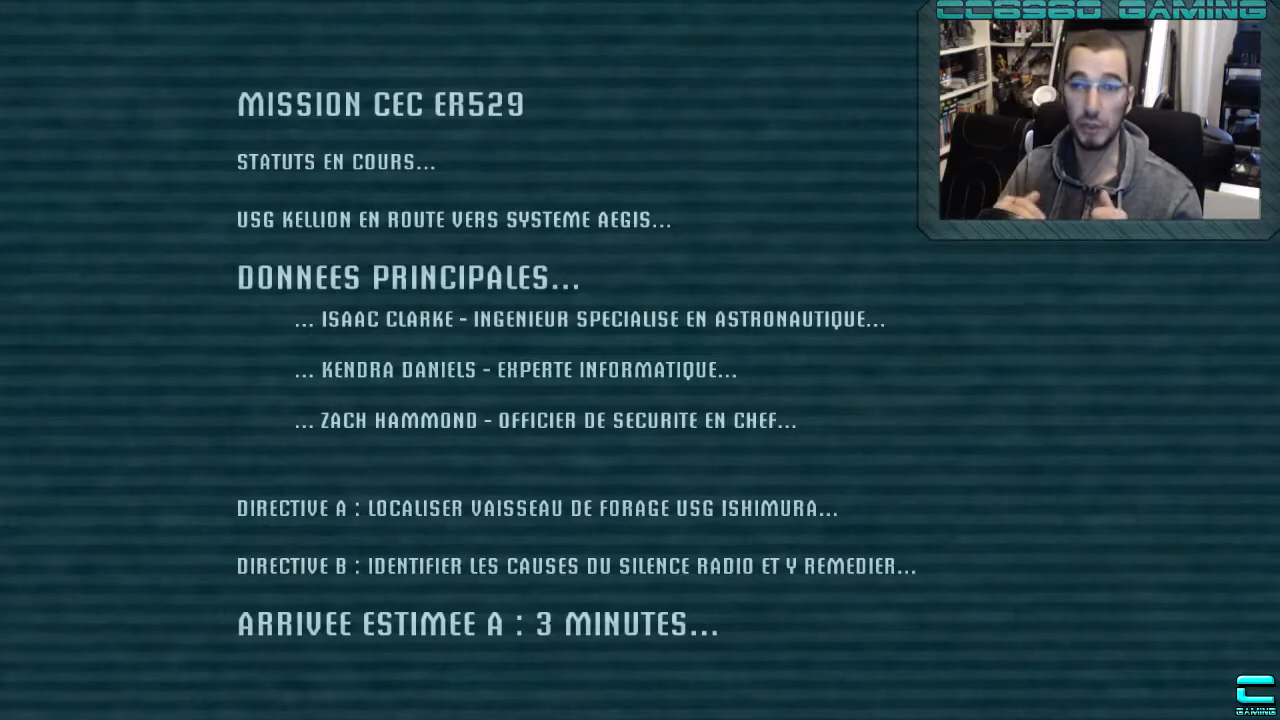 CC6960 GAMING
MISSION CEC ER529
STATUTS EN COURS...
USG KELLION EN ROUTE VERS SYSTEME AEGIS...
DONNEES PRINCIPALES...
... ISAAC CLARKE - INGENIEUR SPECIALISE EN ASTRONAUTIQUE...
... KENDRA DANIELS - EXPERTE INFORMATIQUE...
... ZACH HAMMOND - OFFICIER DE SECURITE EN CHEF...
DIRECTIVE A : LOCALISER VAISSEAU DE FORAGE USG ISHIMURA...
DIRECTIVE B : IDENTIFIER LES CAUSES DU SILENCE RADIO ET Y REMEDIER...
ARRIVEE ESTIMEE A : 3 MINUTES...
C
GAMING